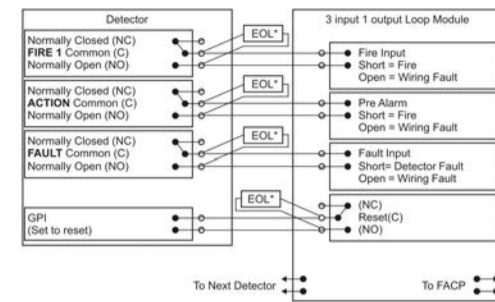 Detector
Normally Closed (NC)
FIRE 1 Common (C)
Normally Open (NO)
Normally Closed (NC)
ACTION Common (C)
Normally Open (NO)
Normally Closed (NC)
FAULT Common (C)
Normally Open (NO)
GPI
(Set to reset)
EOL*
EOL*
EOL*
EOL*
3 input 1 output Loop Module
Fire Input
Short = Fire
Open = Wiring Fault
Pre Alarm
Short = Fire
Open = Wiring Fault
Fault Input
Short= Detector Fault
Open = Wiring Fault
(NC)
Reset(C)
(NO)
To Next Detector
To FACP